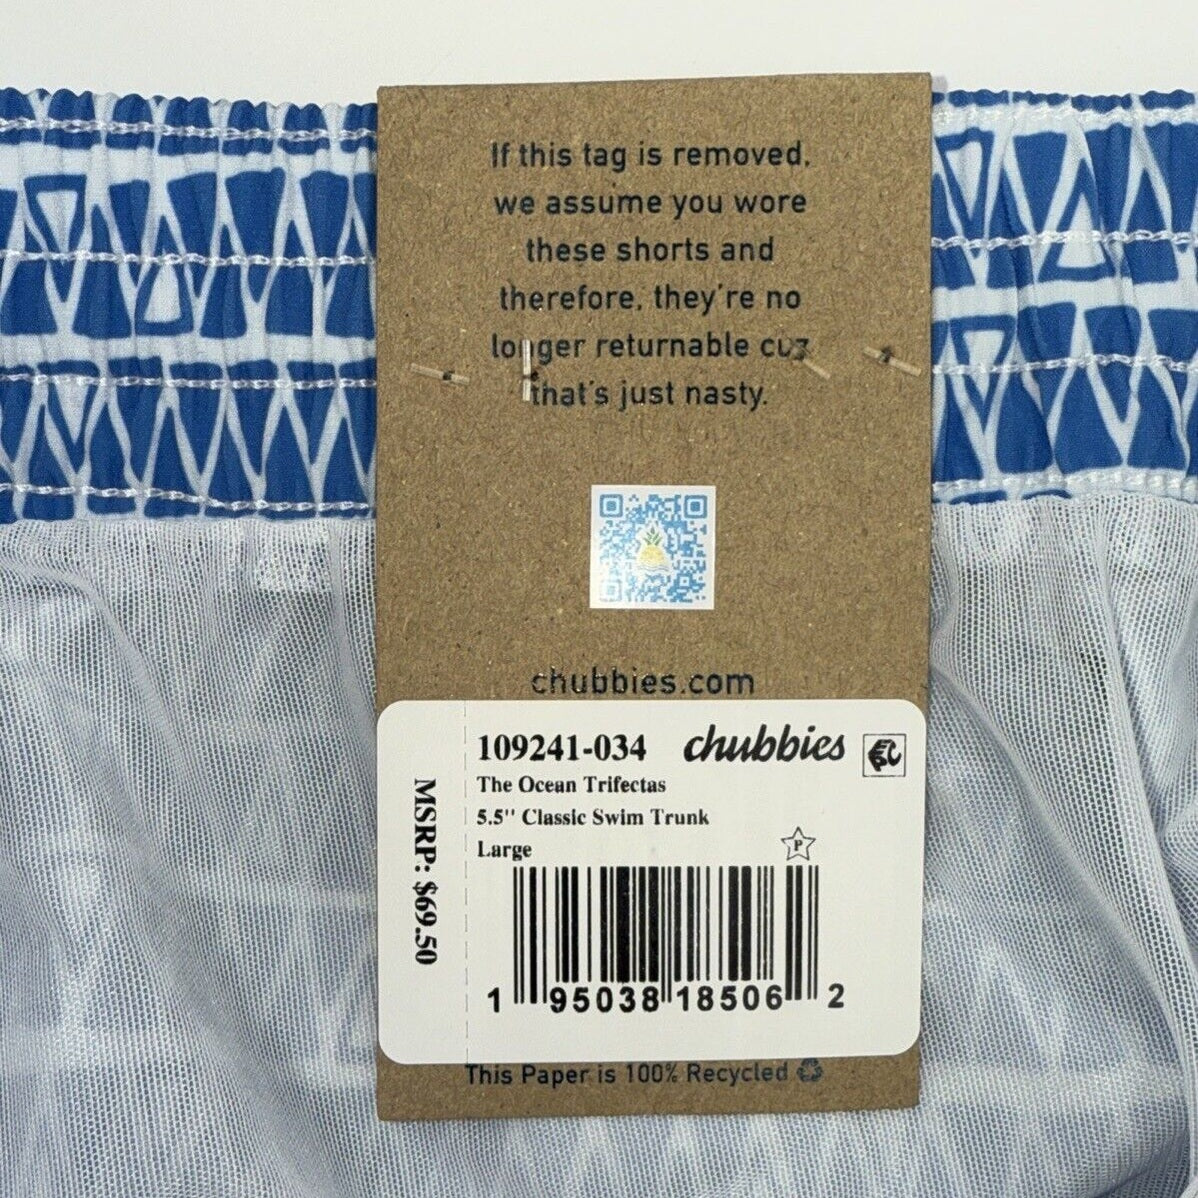 If this tag is removed,
we assume you wore
these shorts and
therefore, they're no
longer returnable cuz
that's just nasty.
chubbies.com
109241-034 chubbies
The Ocean Trifectas
5.5" Classic Swim Trunk
Large
P
MSRP: $69.50
1 95038 18506 2
This Paper is 100% Recycled